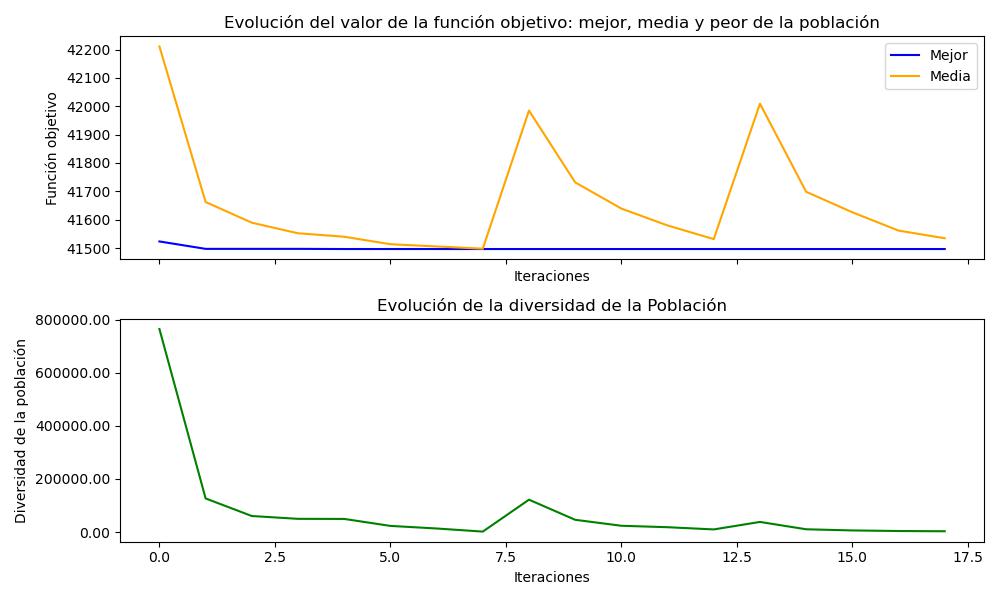 Evolución del valor de la función objetivo: mejor, media y peor de la población
42200
42100
42000
41900
41800
41700
41600
41500
Función objetivo
Mejor
Media
Iteraciones
Evolución de la diversidad de la Población
800000.00
600000.00
400000.00
200000.00
0.00
Diversidad de la población
0.0 2.5 5.0 7.5 10.0 12.5 15.0 17.5
Iteraciones